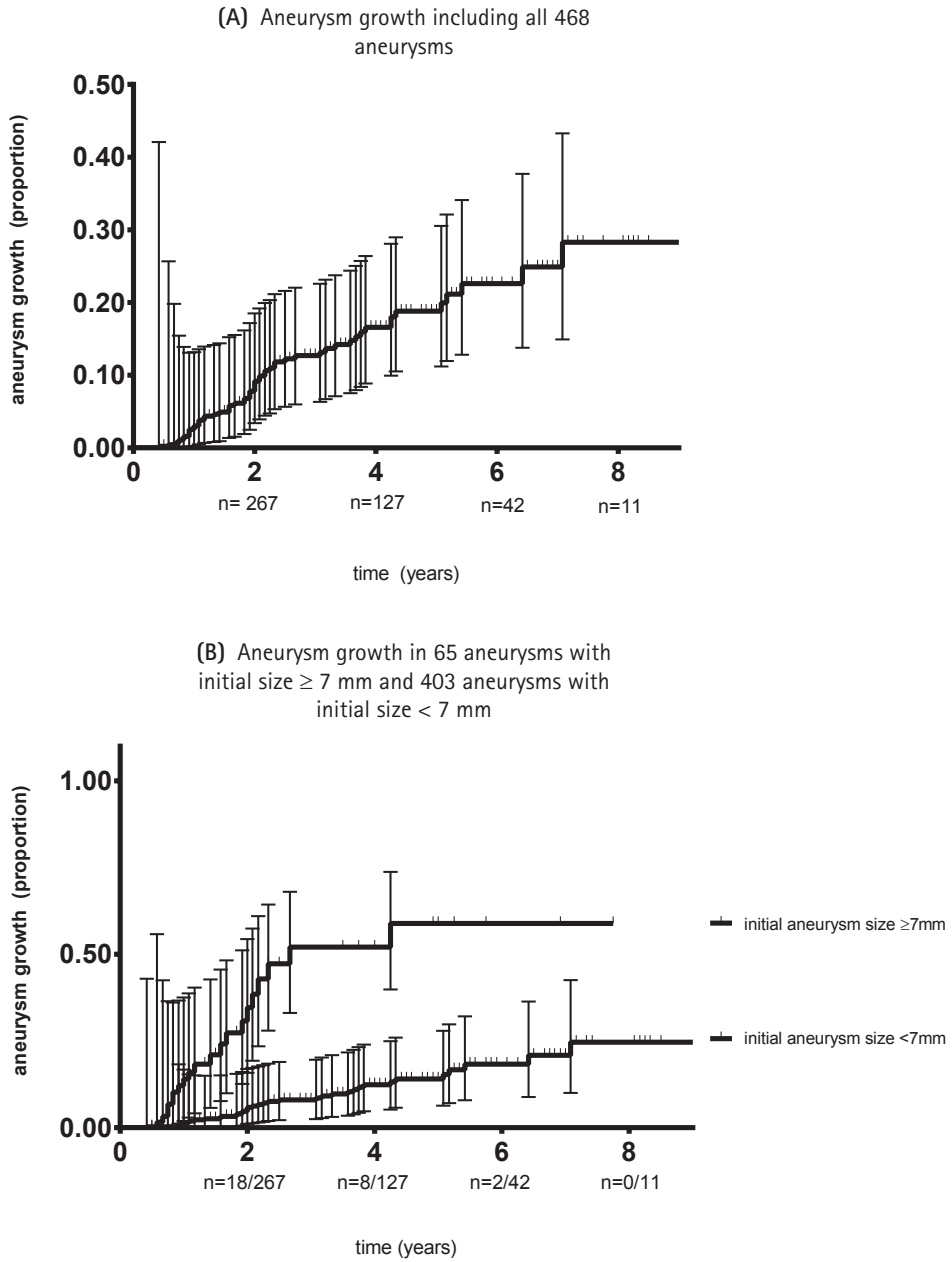 (A) Aneurysm growth including all 468
aneurysms
aneurysm growth (proportion)
0.50
0.40
0.30
0.20
0.10
0.00
0 2 4 6 8
n= 267 n=127 n=42 n=11
time (years)
(B) Aneurysm growth in 65 aneurysms with
initial size ≥ 7 mm and 403 aneurysms with
initial size < 7 mm
aneurysm growth (proportion)
1.00
0.50
0.00
initial aneurysm size ≥7mm
initial aneurysm size <7mm
0 2 4 6 8
n=18/267 n=8/127 n=2/42 n=0/11
time (years)